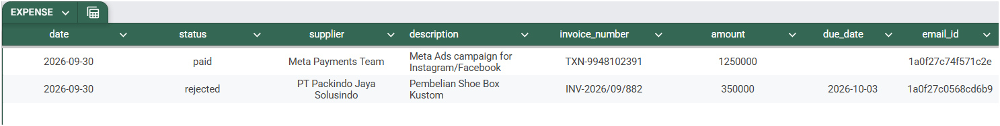 EXPENSE
date status supplier description invoice_number amount due_date email_id
2026-09-30 paid Meta Payments Team Meta Ads campaign for
Instagram/Facebook TXN-9948102391 1250000 1a0f27c74f571c2e
2026-09-30 rejected PT Packindo Jaya
Solusindo Pembelian Shoe Box
Kustom INV-2026/09/882 350000 2026-10-03 1a0f27c0568cd6b9